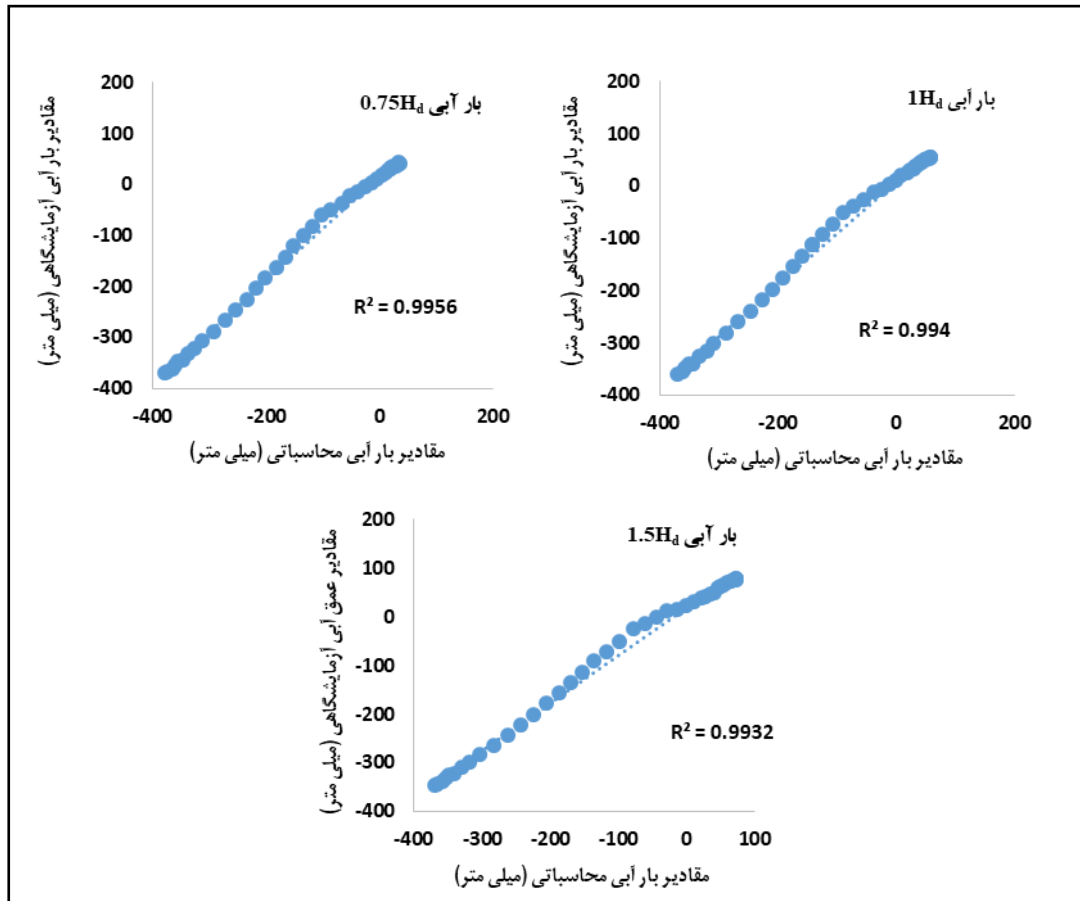 بار آبی 0.75Hd
200
100
0
-100
-200
-300
-400
مقادیر بار آبی آزمایشگاهی (میلی متر)
R² = 0.9956
-400 -200 0 200
مقادیر بار آبی محاسباتی (میلی متر)
بار آبی 1Hd
200
100
0
-100
-200
-300
-400
مقادیر بار آبی آزمایشگاهی (میلی متر)
R² = 0.994
-400 -200 0 200
مقادیر بار آبی محاسباتی (میلی متر)
بار آبی 1.5Hd
200
100
0
-100
-200
-300
-400
مقادیر عمق آبی آزمایشگاهی (میلی متر)
R² = 0.9932
-400 -300 -200 -100 0 100
مقادیر بار آبی محاسباتی (میلی متر)